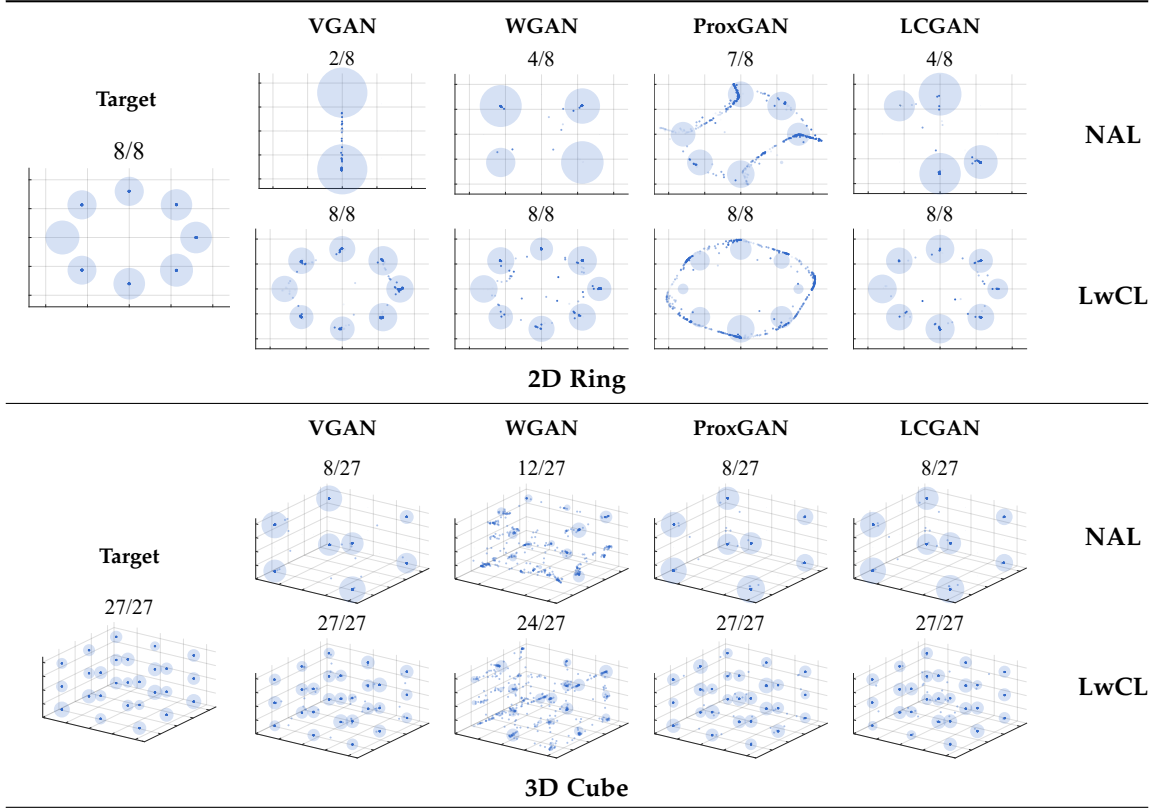 VGAN WGAN ProxGAN LCGAN
2/8 4/8 7/8 4/8
Target
NAL
8/8
8/8 8/8 8/8 8/8
LwCL
2D Ring
VGAN WGAN ProxGAN LCGAN
8/27 12/27 8/27 8/27
NAL
Target
27/27
27/27 24/27 27/27 27/27
LwCL
3D Cube